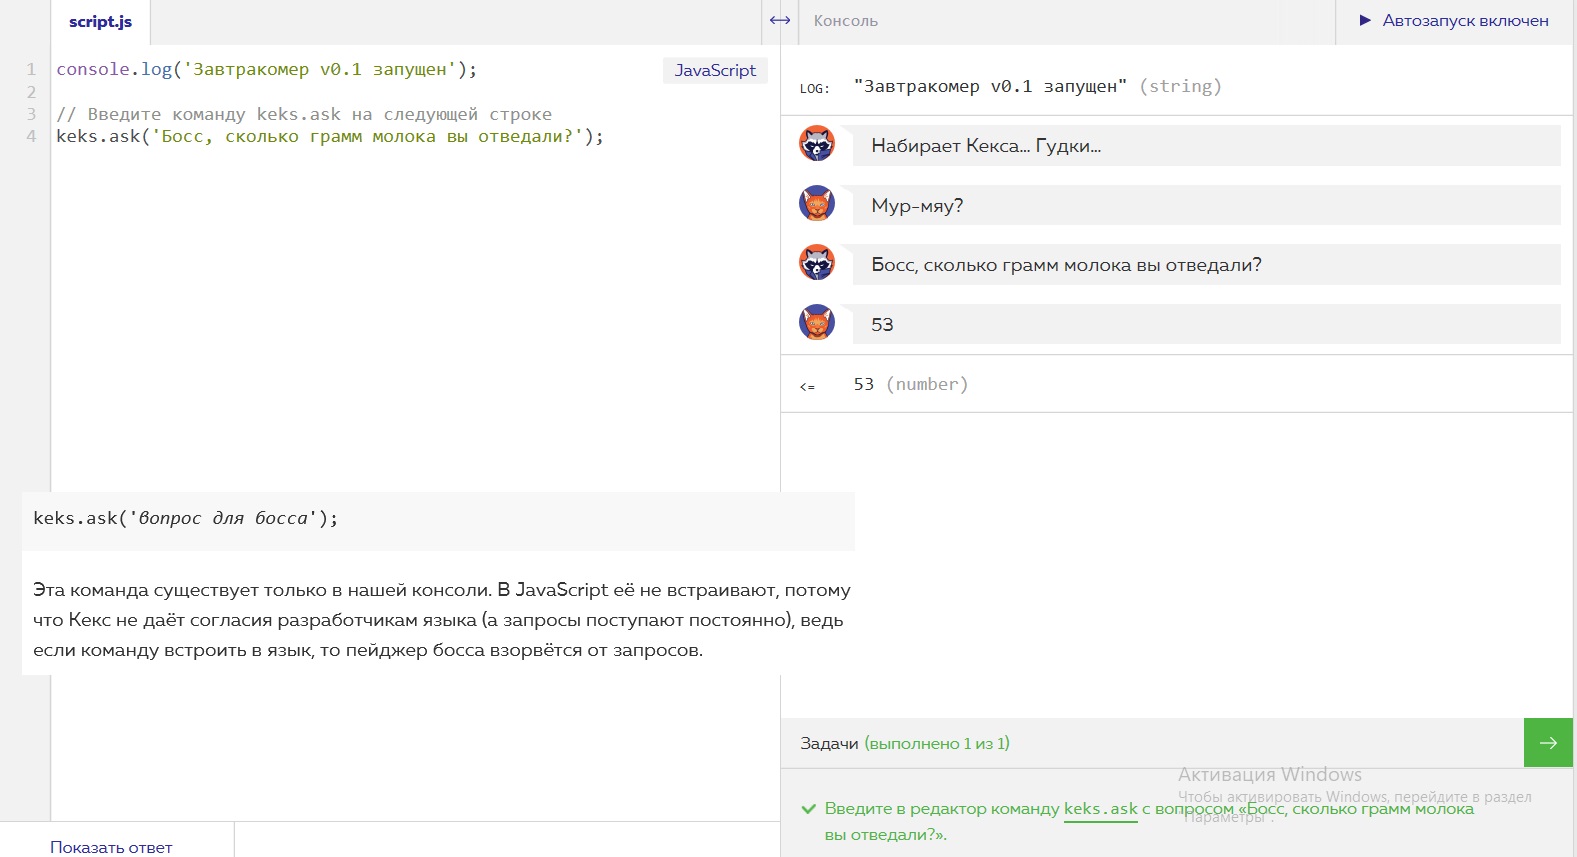 script.js
1 console.log('Завтракомер v0.1 запущен');
JavaScript
2
3 // Введите команду keks.ask на следующей строке
4 keks.ask('Босс, сколько грамм молока вы отведали?');
keks.ask('вопрос для босса');
Эта команда существует только в нашей консоли. В JavaScript её не встраивают, потому
что Кекс не даёт согласия разработчикам языка (а запросы поступают постоянно), ведь
если команду встроить в язык, то пейджер босса взорвётся от запросов.
Показать ответ
Консоль
Автозапуск включен
LOG: "Завтракомер v0.1 запущен" (string)
Набирает Кекса... Гудки...
Мур-мяу?
Босс, сколько грамм молока вы отведали?
53
<= 53 (number)
Задачи (выполнено 1 из 1)
Введите в редактор команду keks.ask с вопросом «Босс, сколько грамм молока
вы отведали?».
Активация Windows
Чтобы активировать Windows, перейдите в раздел
"Параметры".